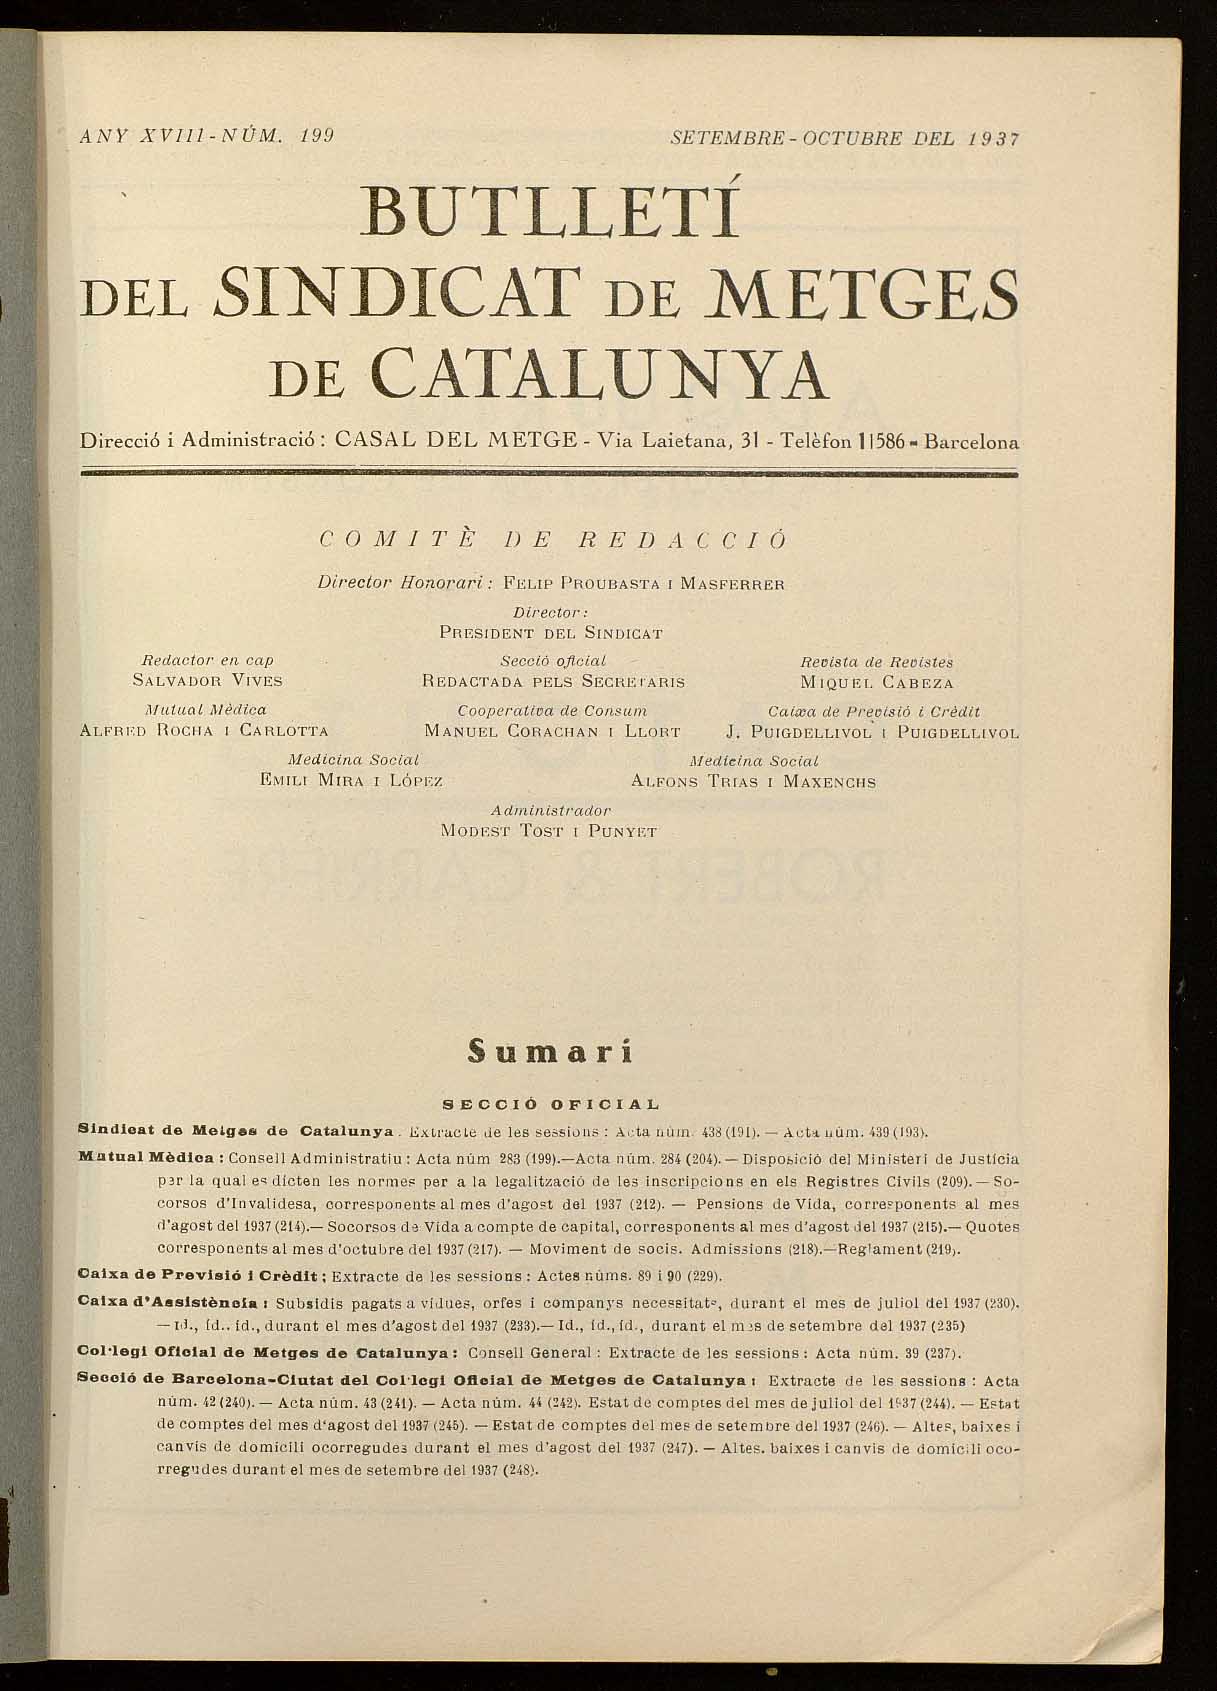 ANY XVIII - NÚM. 199
SETEMBRE - OCTUBRE DEL 1937
BUTLLETÍ
DEL SINDICAT DE METGES
DE CATALUNYA
Direcció i Administració : CASAL DEL METGE - Via Laietana, 31 - Telèfon 11586 - Barcelona
COMITÈ DE REDACCIÓ
Director Honorari : FELIP PROUBASTA I MASFERRER
Director :
PRESIDENT DEL SINDICAT
Redactor en cap
SALVADOR VIVES
Secció oficial
REDACTADA PELS SECRETARIS
Revista de Revistes
MIQUEL CABEZA
Mutual Mèdica
ALFRED ROCHA I CARLOTTA
Cooperativa de Consum
MANUEL CORACHAN I LLORT
Caixa de Previsió i Crèdit
J. PUIGDELLIVOL I PUIGDELLIVOL
Medicina Social
EMILI MIRA I LÓPEZ
Medicina Social
ALFONS TRIAS I MAXENCHS
Administrador
MODEST TOST I PUNYET
Sumari
SECCIÓ OFICIAL
Sindicat de Metges de Catalunya. Extracte de les sessions : Acta núm. 438 (191). — Acta núm. 439 (193).
Mutual Mèdica : Consell Administratiu : Acta núm 283 (199).—Acta núm. 284 (204). — Disposició del Ministeri de Justícia
per la qual es dicten les normes per a la legalització de les inscripcions en els Registres Civils (209). — So-
corsos d'Invalidesa, corresponents al mes d'agost del 1937 (212). — Pensions de Vida, corresponents al mes
d'agost del 1937 (214).— Socorsos de Vida a compte de capital, corresponents al mes d'agost del 1937 (215).— Quotes
corresponents al mes d'octubre del 1937 (217). — Moviment de socis. Admissions (218).—Reglament (219).
Caixa de Previsió i Crèdit ; Extracte de les sessions : Actes núms. 89 i 90 (229).
Caixa d'Assistència : Subsidis pagats a vídues, orfes i companys necessitats, durant el mes de juliol del 1937 (230).
— Id., íd.. íd., durant el mes d'agost del 1937 (233).— Id., íd., íd., durant el mes de setembre del 1937 (235)
Col·legi Oficial de Metges de Catalunya : Consell General : Extracte de les sessions : Acta núm. 39 (237).
Secció de Barcelona-Ciutat del Col·legi Oficial de Metges de Catalunya : Extracte de les sessions : Acta
núm. 42 (240). — Acta núm. 43 (241). — Acta núm. 44 (242). Estat de comptes del mes de juliol del 1937 (244). — Estat
de comptes del mes d'agost del 1937 (245). — Estat de comptes del mes de setembre del 1937 (246). — Altes, baixes i
canvis de domicili ocorregudes durant el mes d'agost del 1937 (247). — Altes. baixes i canvis de domicili oco-
rregudes durant el mes de setembre del 1937 (248).